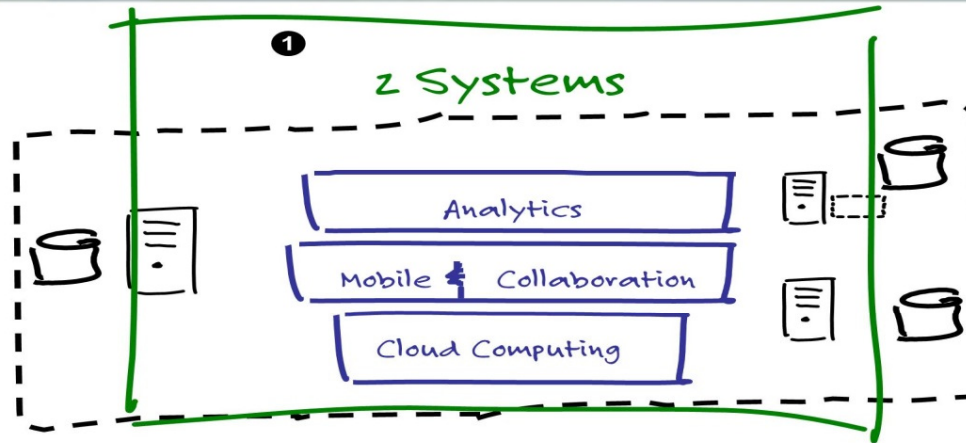 1
z Systems
Analytics
Mobile & Collaboration
Cloud Computing